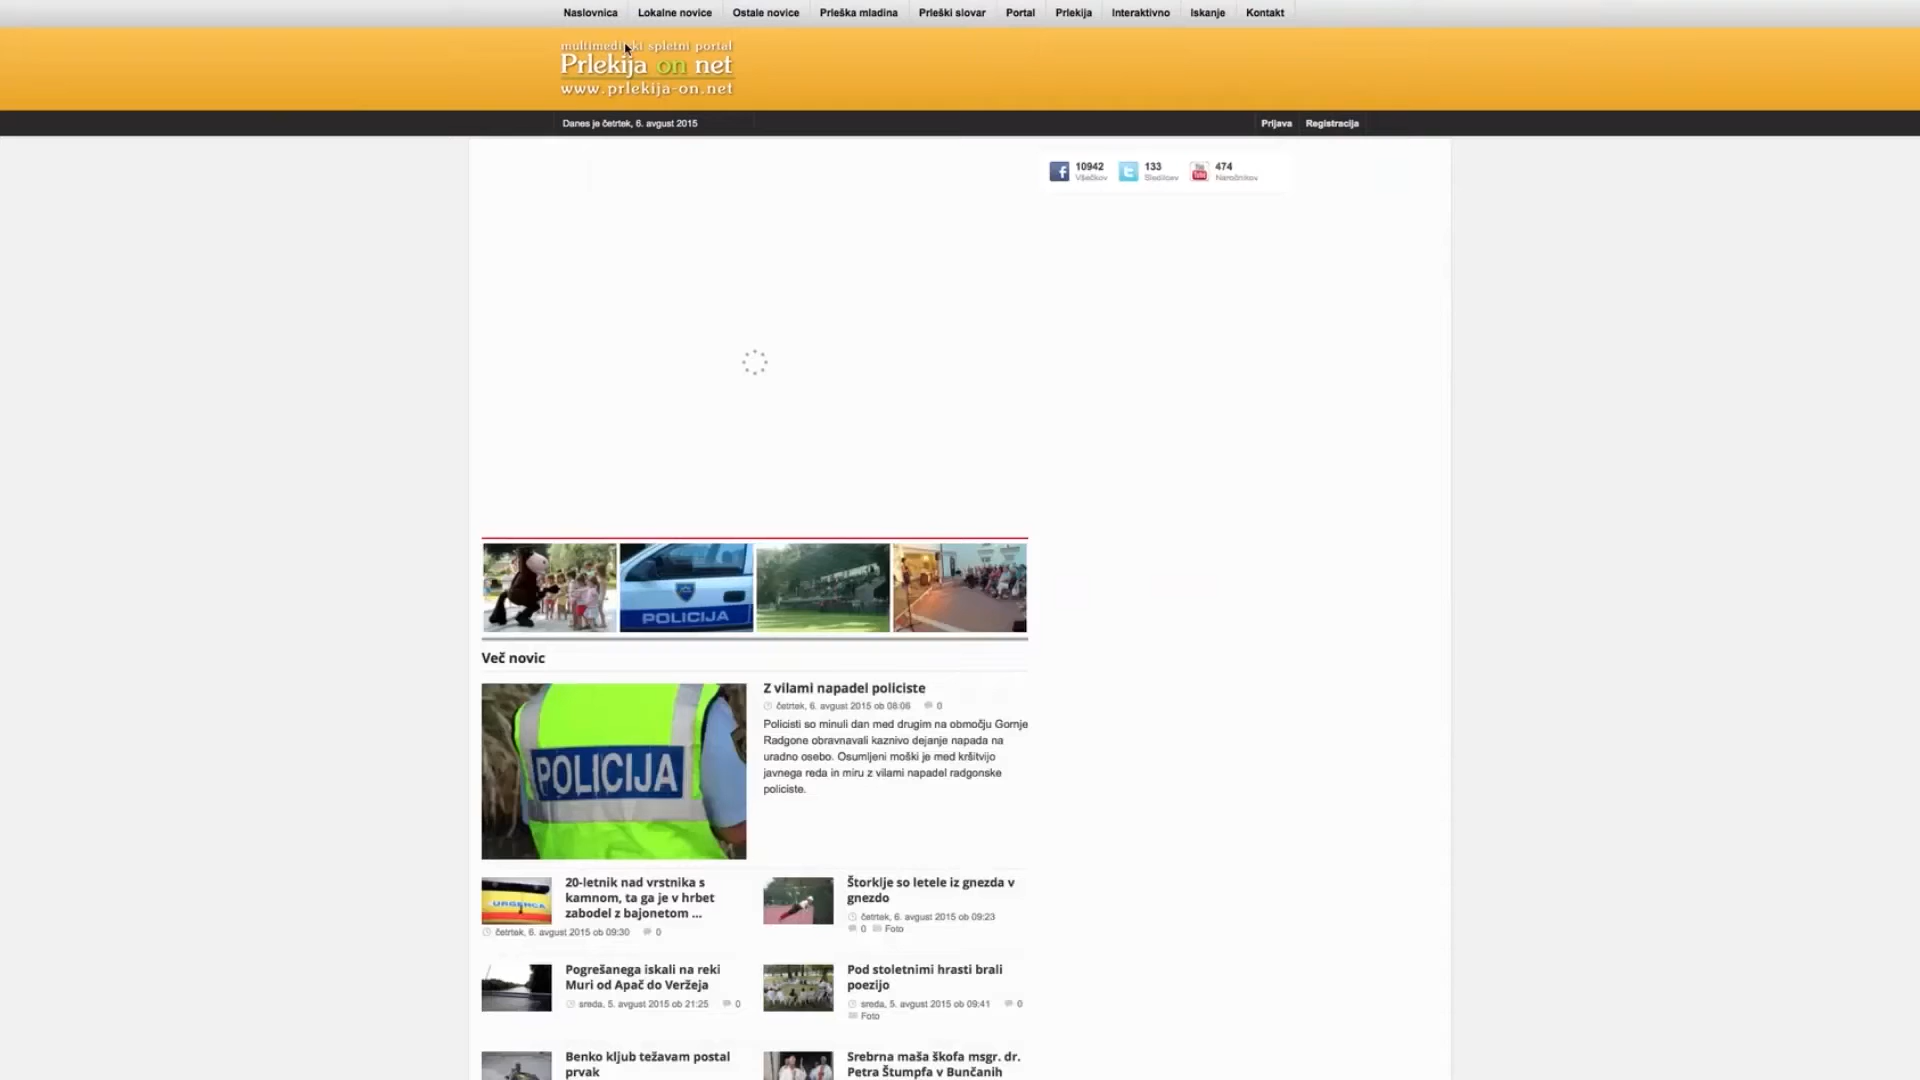 Naslovnica Lokalne novice Ostale novice Prleška mladina Prleški slovar Portal Prlekija Interaktivno Iskanje Kontakt
multimedijski spletni portal
Prlekija on net
www.prlekija-on.net
Danes je četrtek, 6. avgust 2015
Prijava Registracija
10942
Všečkov
133
Sledilcev
474
Naročnikov
POLICIJA
Več novic
POLICIJA
Z vilami napadel policiste
četrtek, 6. avgust 2015 ob 08:06 0
Policisti so minuli dan med drugim na območju Gornje
Radgone obravnavali kaznivo dejanje napada na
uradno osebo. Osumljeni moški je med kršitvijo
javnega reda in miru z vilami napadel radgonske
policiste.
URGENCA
20-letnik nad vrstnika s
kamnom, ta ga je v hrbet
zabodel z bajonetom ...
četrtek, 6. avgust 2015 ob 09:30 0
Štorklje so letele iz gnezda v
gnezdo
četrtek, 6. avgust 2015 ob 09:23
0 Foto
Pogrešanega iskali na reki
Muri od Apač do Veržeja
sreda, 5. avgust 2015 ob 21:25 0
Pod stoletnimi hrasti brali
poezijo
sreda, 5. avgust 2015 ob 09:41 0
Foto
Benko kljub težavam postal
prvak
Srebrna maša škofa msgr. dr.
Petra Štumpfa v Bunčanih